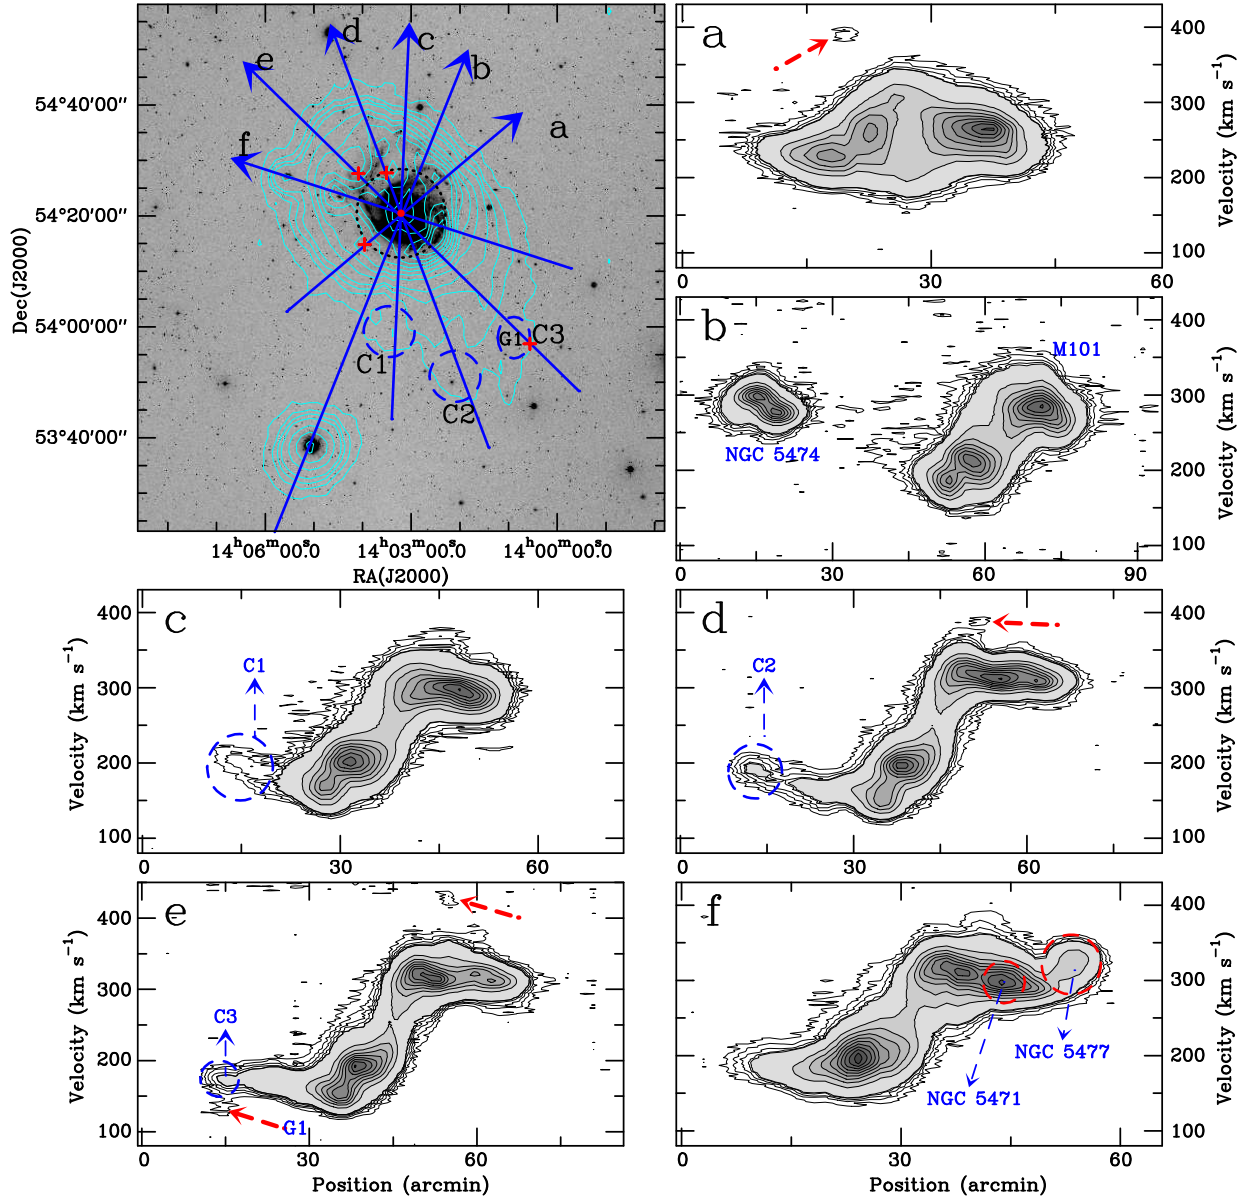 a
b
c
d
e
f
54°40'00"
54°20'00"
54°00'00"
53°40'00"
Dec(J2000)
C1
C2
G1
C3
14h06m00s.0
14h03m00s.0
14h00m00s.0
RA(J2000)
a
400
300
200
100
Velocity (km s−1)
0
30
60
b
M101
NGC 5474
400
300
200
100
Velocity (km s−1)
0
30
60
90
c
C1
400
300
200
100
Velocity (km s−1)
0
30
60
d
C2
400
300
200
100
Velocity (km s−1)
0
30
60
e
C3
G1
400
300
200
100
Velocity (km s−1)
0
30
60
Position (arcmin)
f
NGC 5477
NGC 5471
400
300
200
100
Velocity (km s−1)
0
30
60
Position (arcmin)